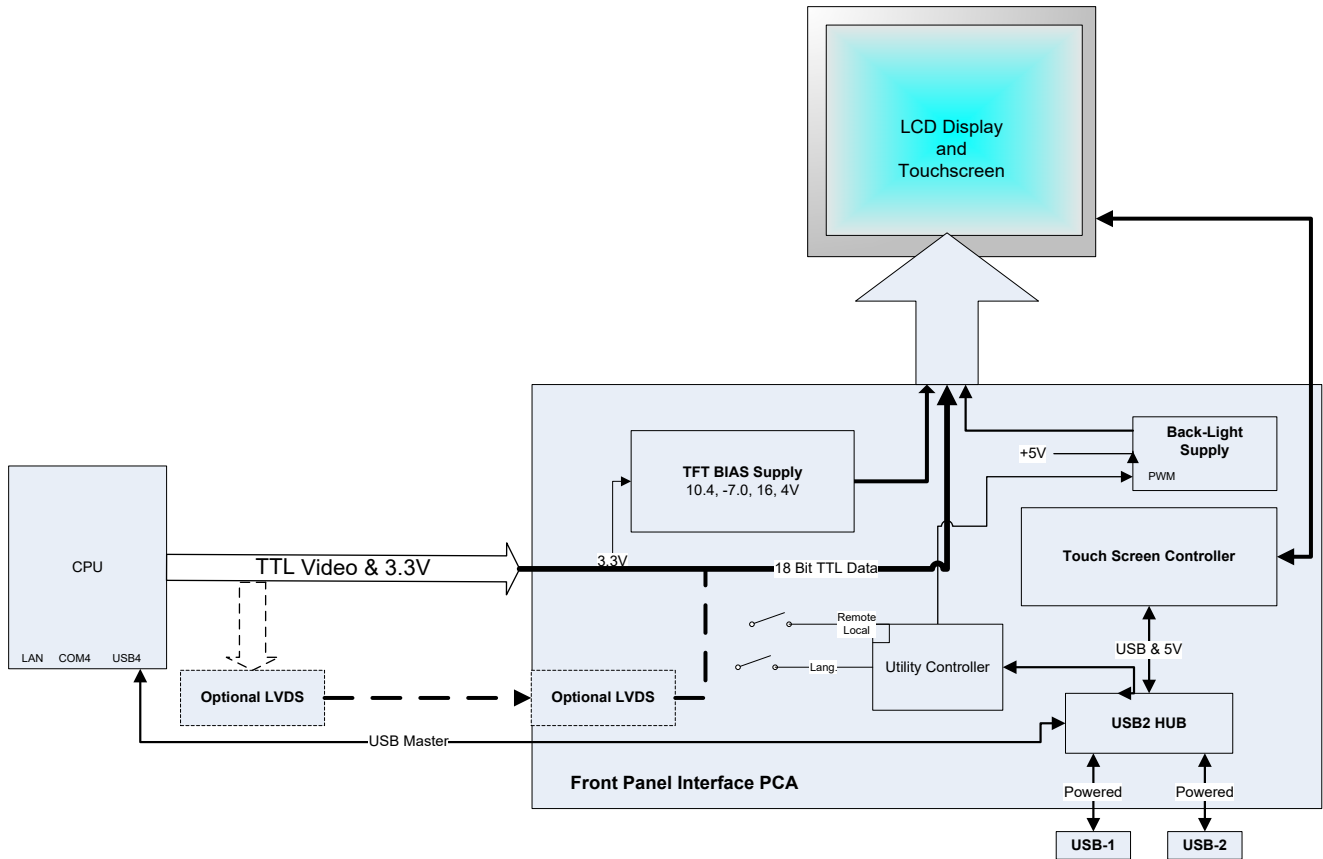 LCD Display
and
Touchscreen
Back-Light
Supply
+5V
PWM
TFT BIAS Supply
10.4, -7.0, 16, 4V
Touch Screen Controller
CPU
TTL Video & 3.3V
3.3V
18 Bit TTL Data
Remote
Local
Lang.
Utility Controller
USB & 5V
LAN COM4 USB4
Optional LVDS
Optional LVDS
USB2 HUB
USB Master
Front Panel Interface PCA
Powered
Powered
USB-1
USB-2